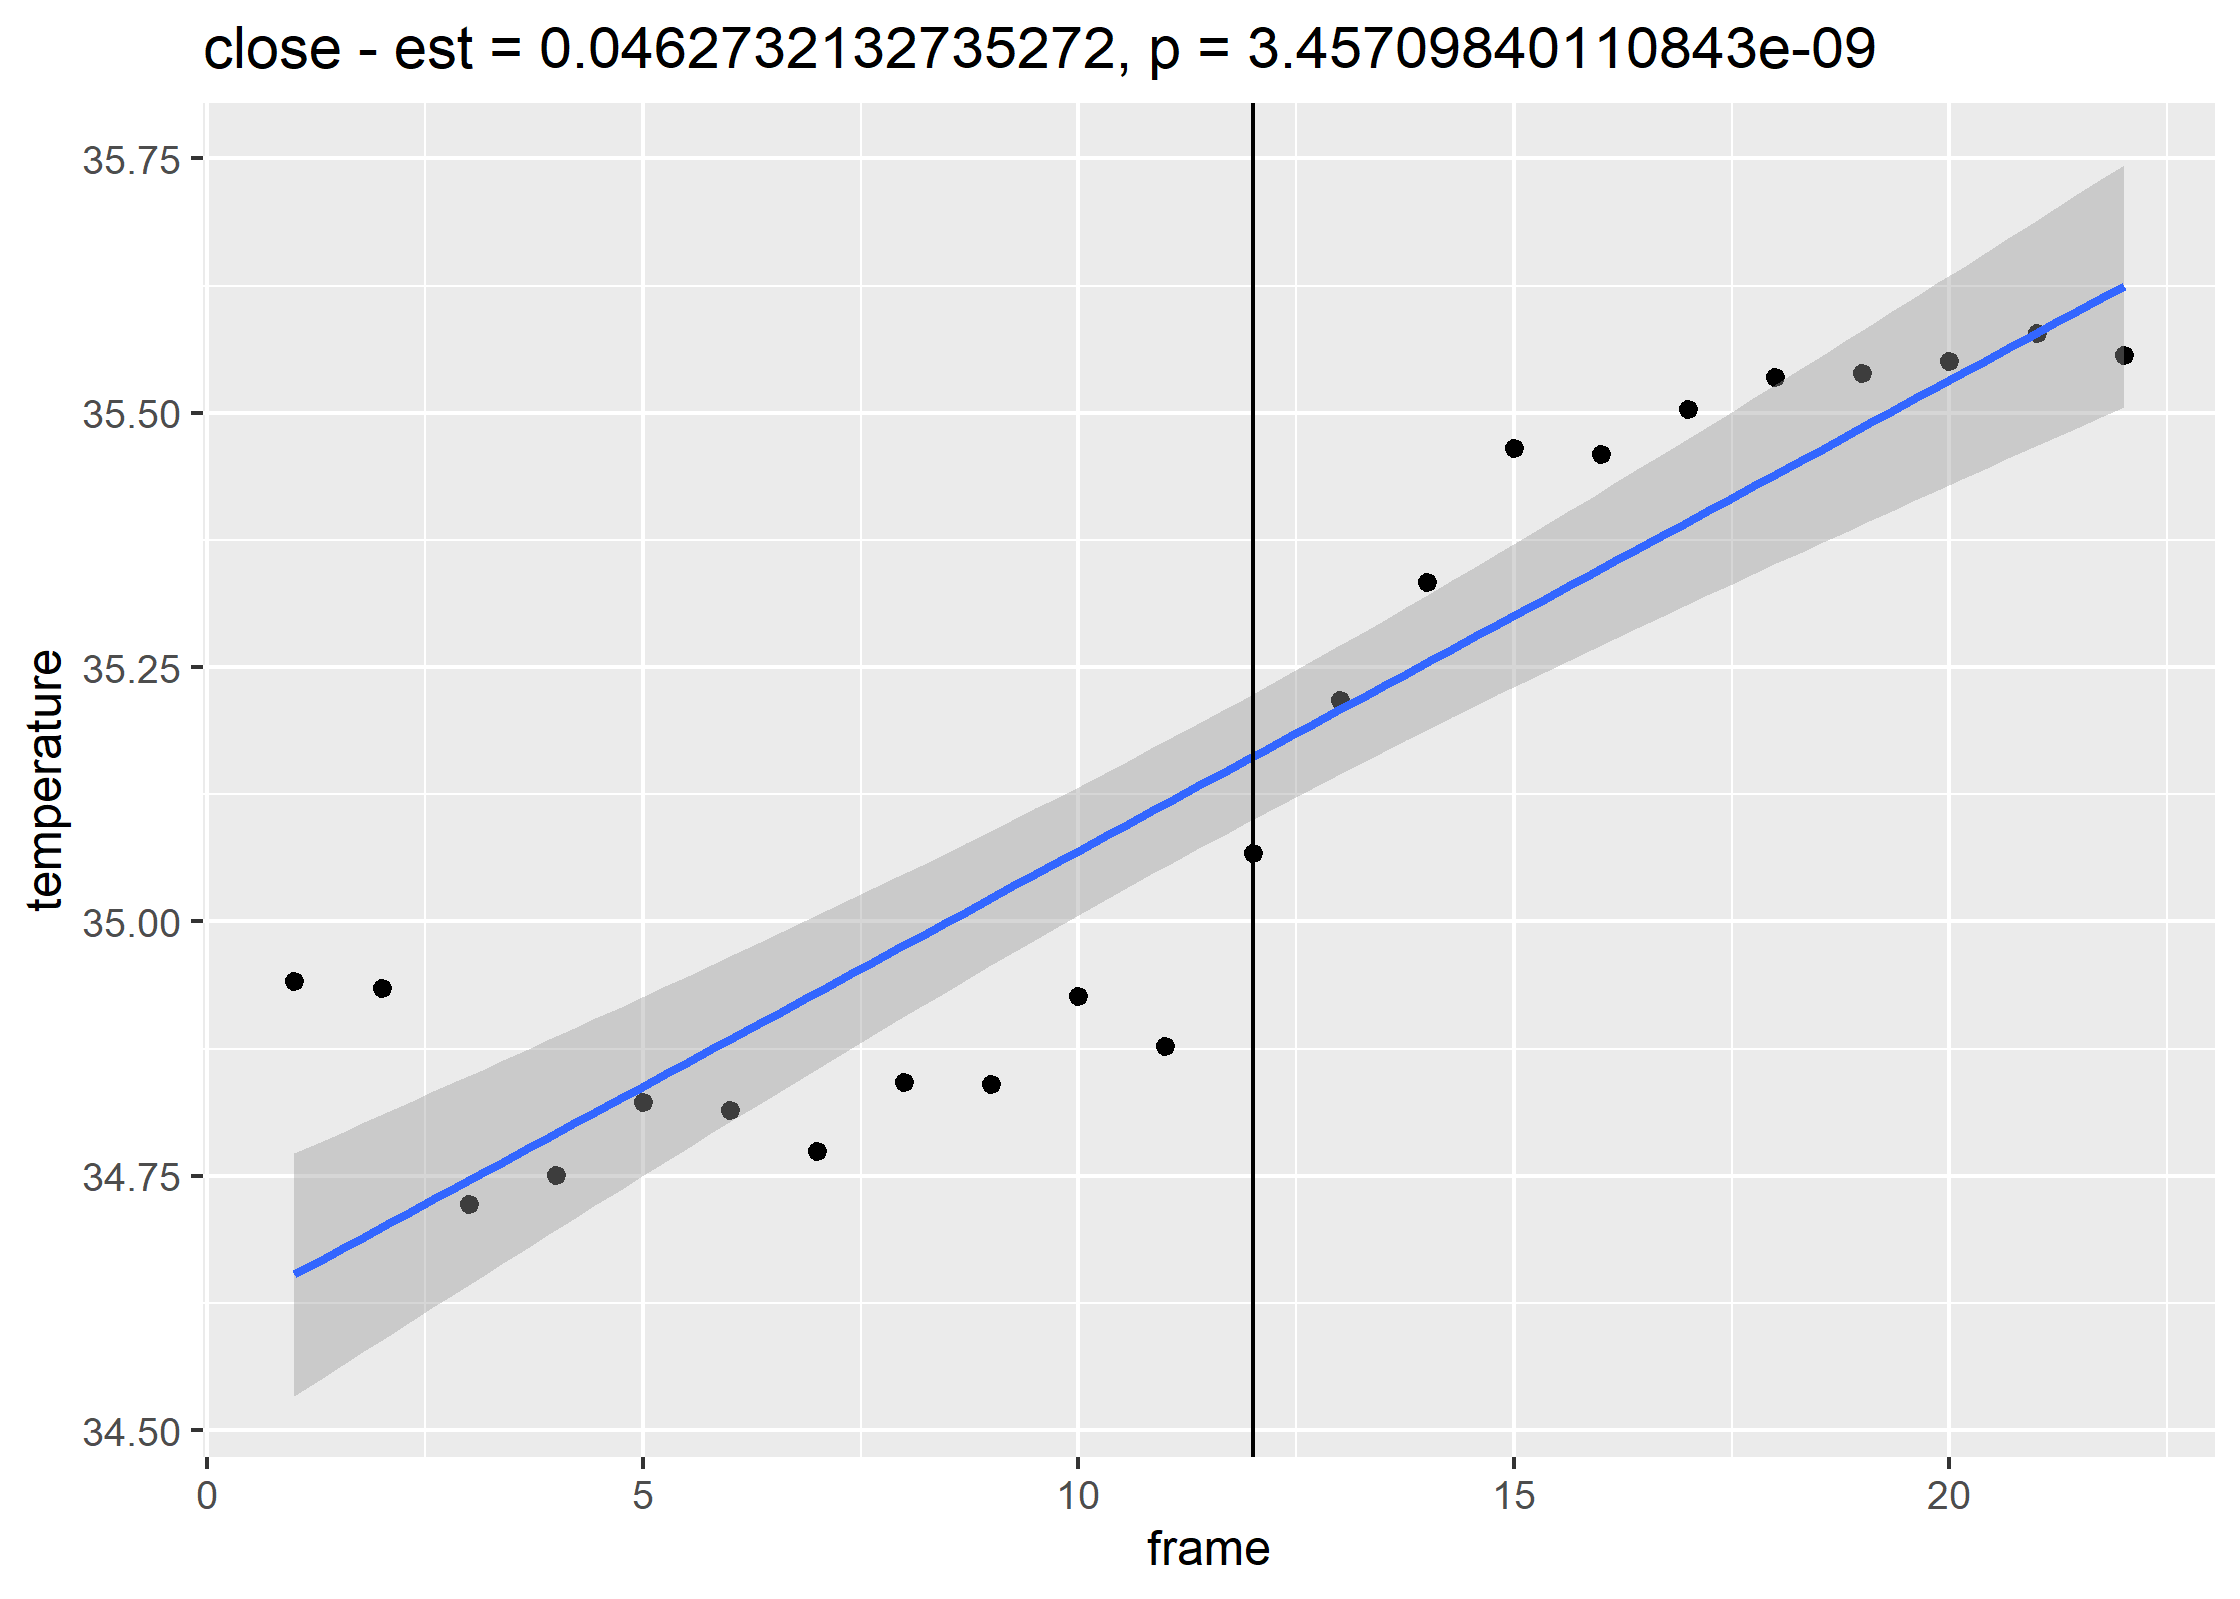 close - est = 0.0462732132735272, p = 3.45709840110843e-09
35.75
35.50
35.25
35.00
34.75
34.50
temperature
0 5 10 15 20
frame